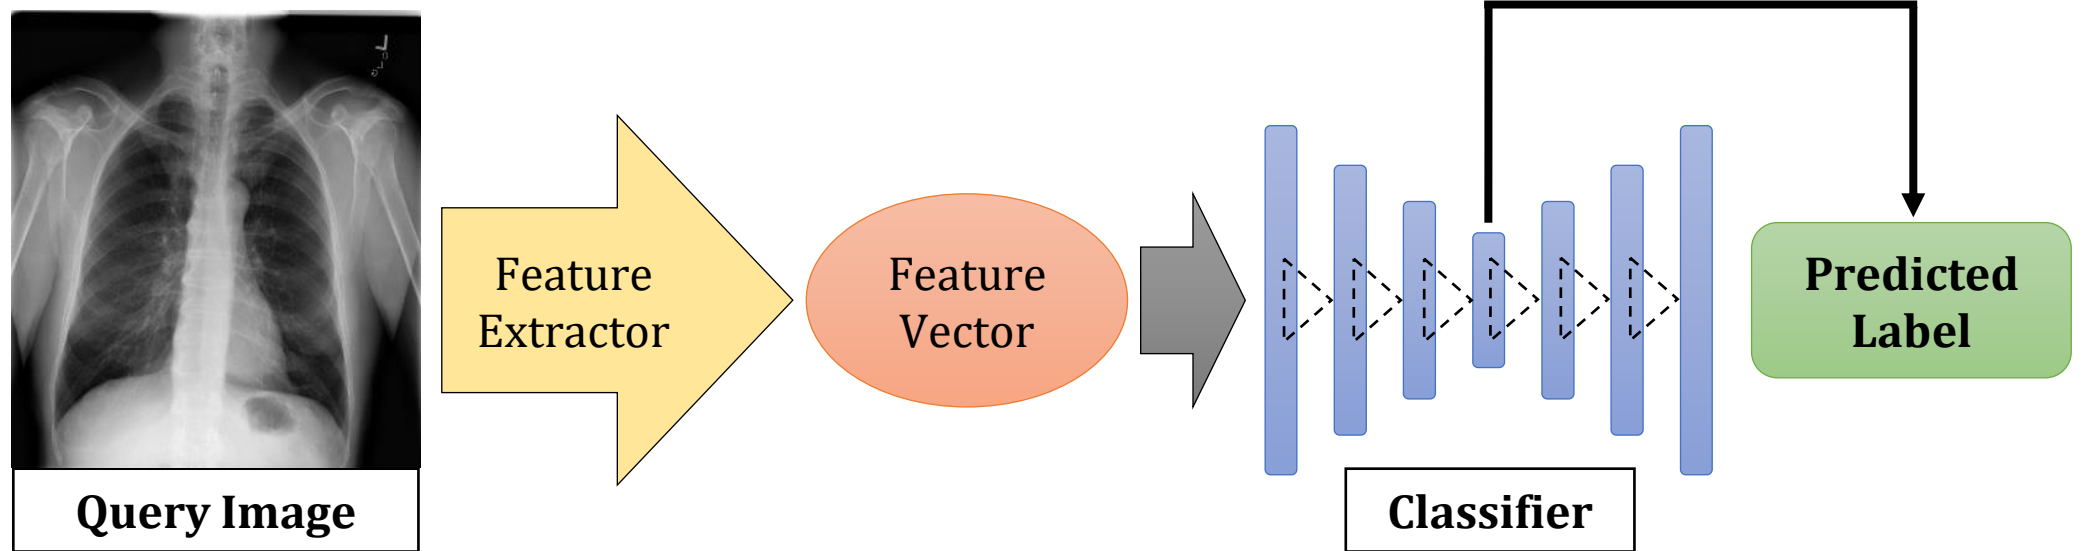 L
Feature
Extractor
Feature
Vector
Predicted
Label
Query Image
Classifier